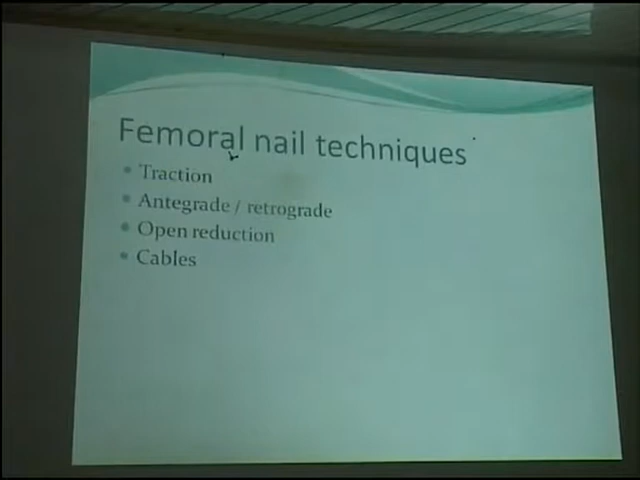 Femoral nail techniques
Traction
Antegrade / retrograde
Open reduction
Cables